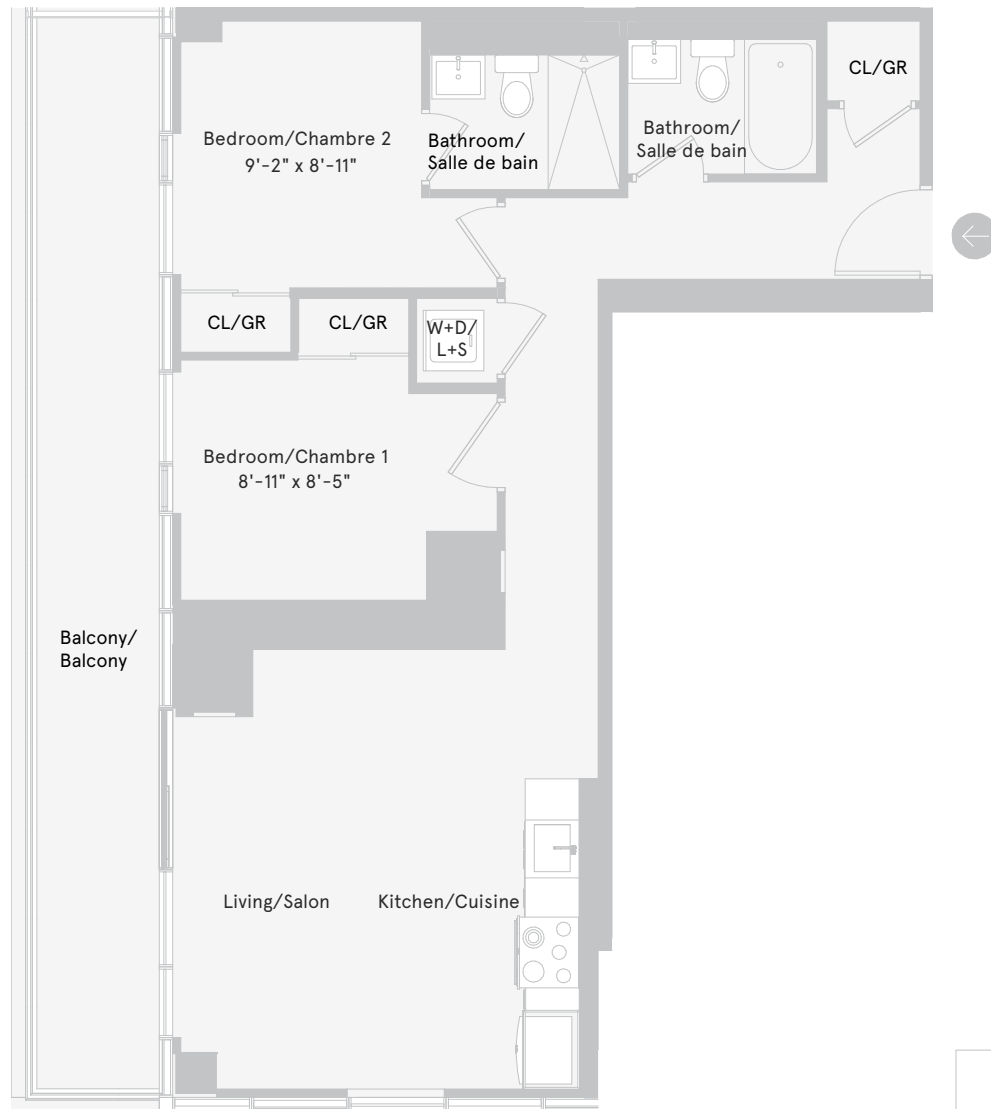 CL/GR
Bathroom/
Salle de bain
Bathroom/
Salle de bain
Bedroom/Chambre 2
9'-2" x 8'-11"
CL/GR
CL/GR
W+D/
L+S
Bedroom/Chambre 1
8'-11" x 8'-5"
Balcony/
Balcony
Living/Salon
Kitchen/Cuisine